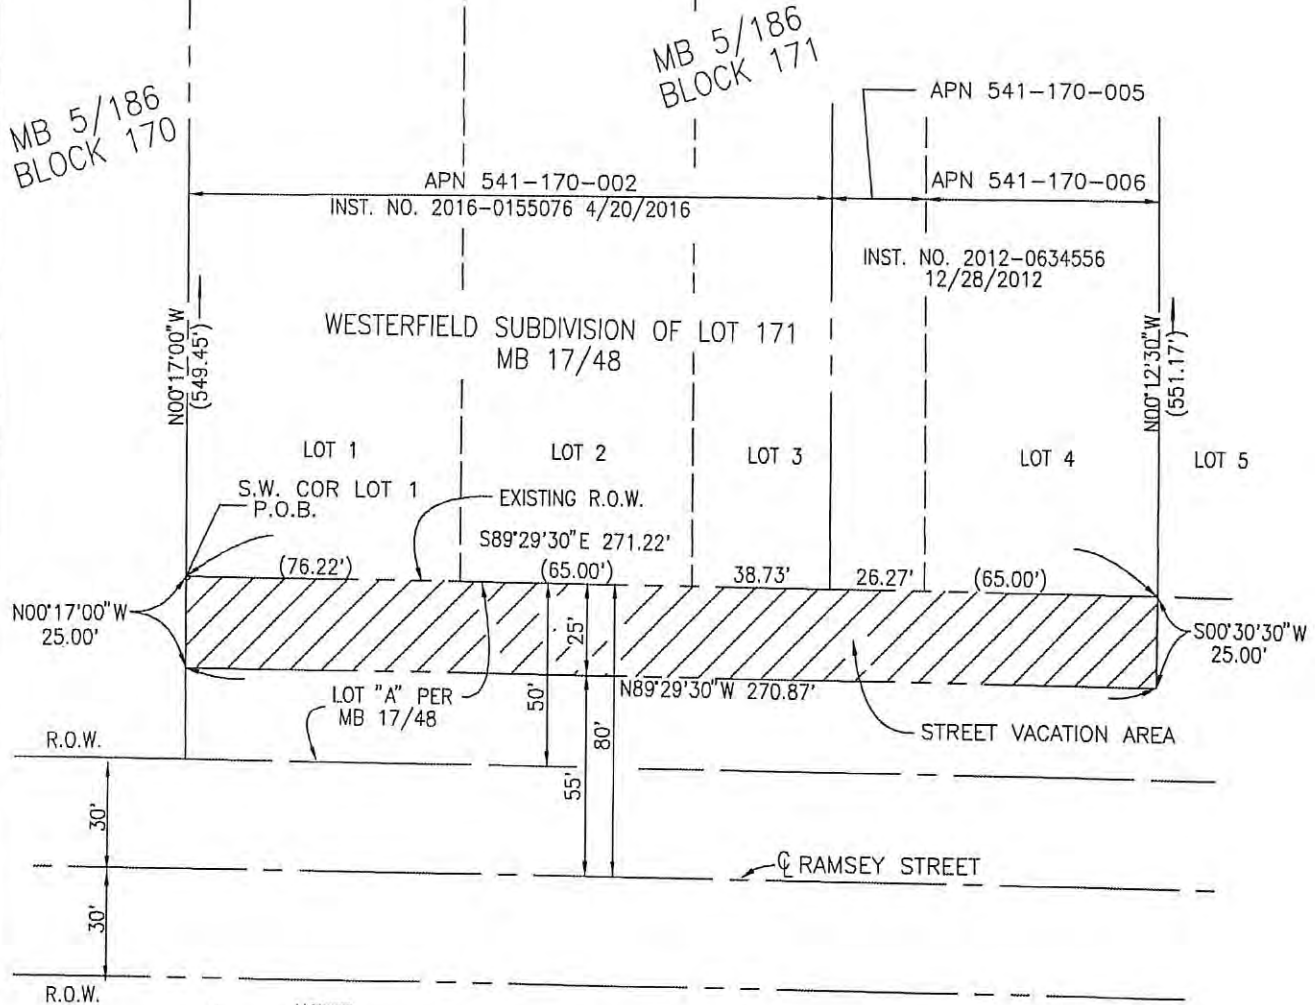 MB 5/186
BLOCK 170
MB 5/186
BLOCK 171
APN 541-170-005
APN 541-170-002
INST. NO. 2016-0155076 4/20/2016
APN 541-170-006
INST. NO. 2012-0634556
12/28/2012
N00°17'00"W
(549.45')
WESTERFIELD SUBDIVISION OF LOT 171
MB 17/48
N00°12'30"W
(551.17')
LOT 1
LOT 2
LOT 3
LOT 4
LOT 5
S.W. COR LOT 1
P.O.B.
EXISTING R.O.W.
S89°29'30"E 271.22'
(76.22')
(65.00')
38.73'
26.27'
(65.00')
N00°17'00"W
25.00'
S00°30'30"W
25.00'
25'
N89°29'30"W 270.87'
LOT "A" PER
MB 17/48
50'
80'
55'
STREET VACATION AREA
R.O.W.
30'
℄ RAMSEY STREET
30'
R.O.W.